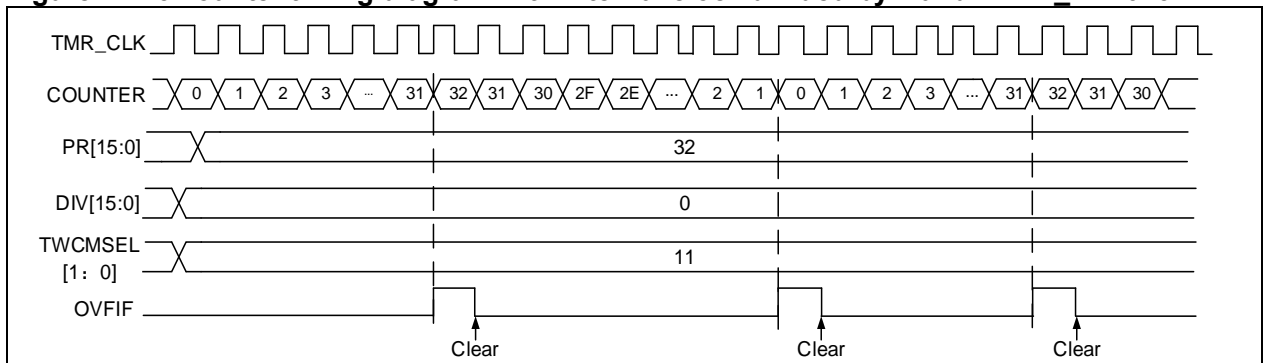 TMR_CLK
COUNTER 0 1 2 3 ... 31 32 31 30 2F 2E ... 2 1 0 1 2 3 ... 31 32 31 30
PR[15:0] 32
DIV[15:0] 0
TWCMSEL
[1：0] 11
OVFIF
Clear Clear Clear